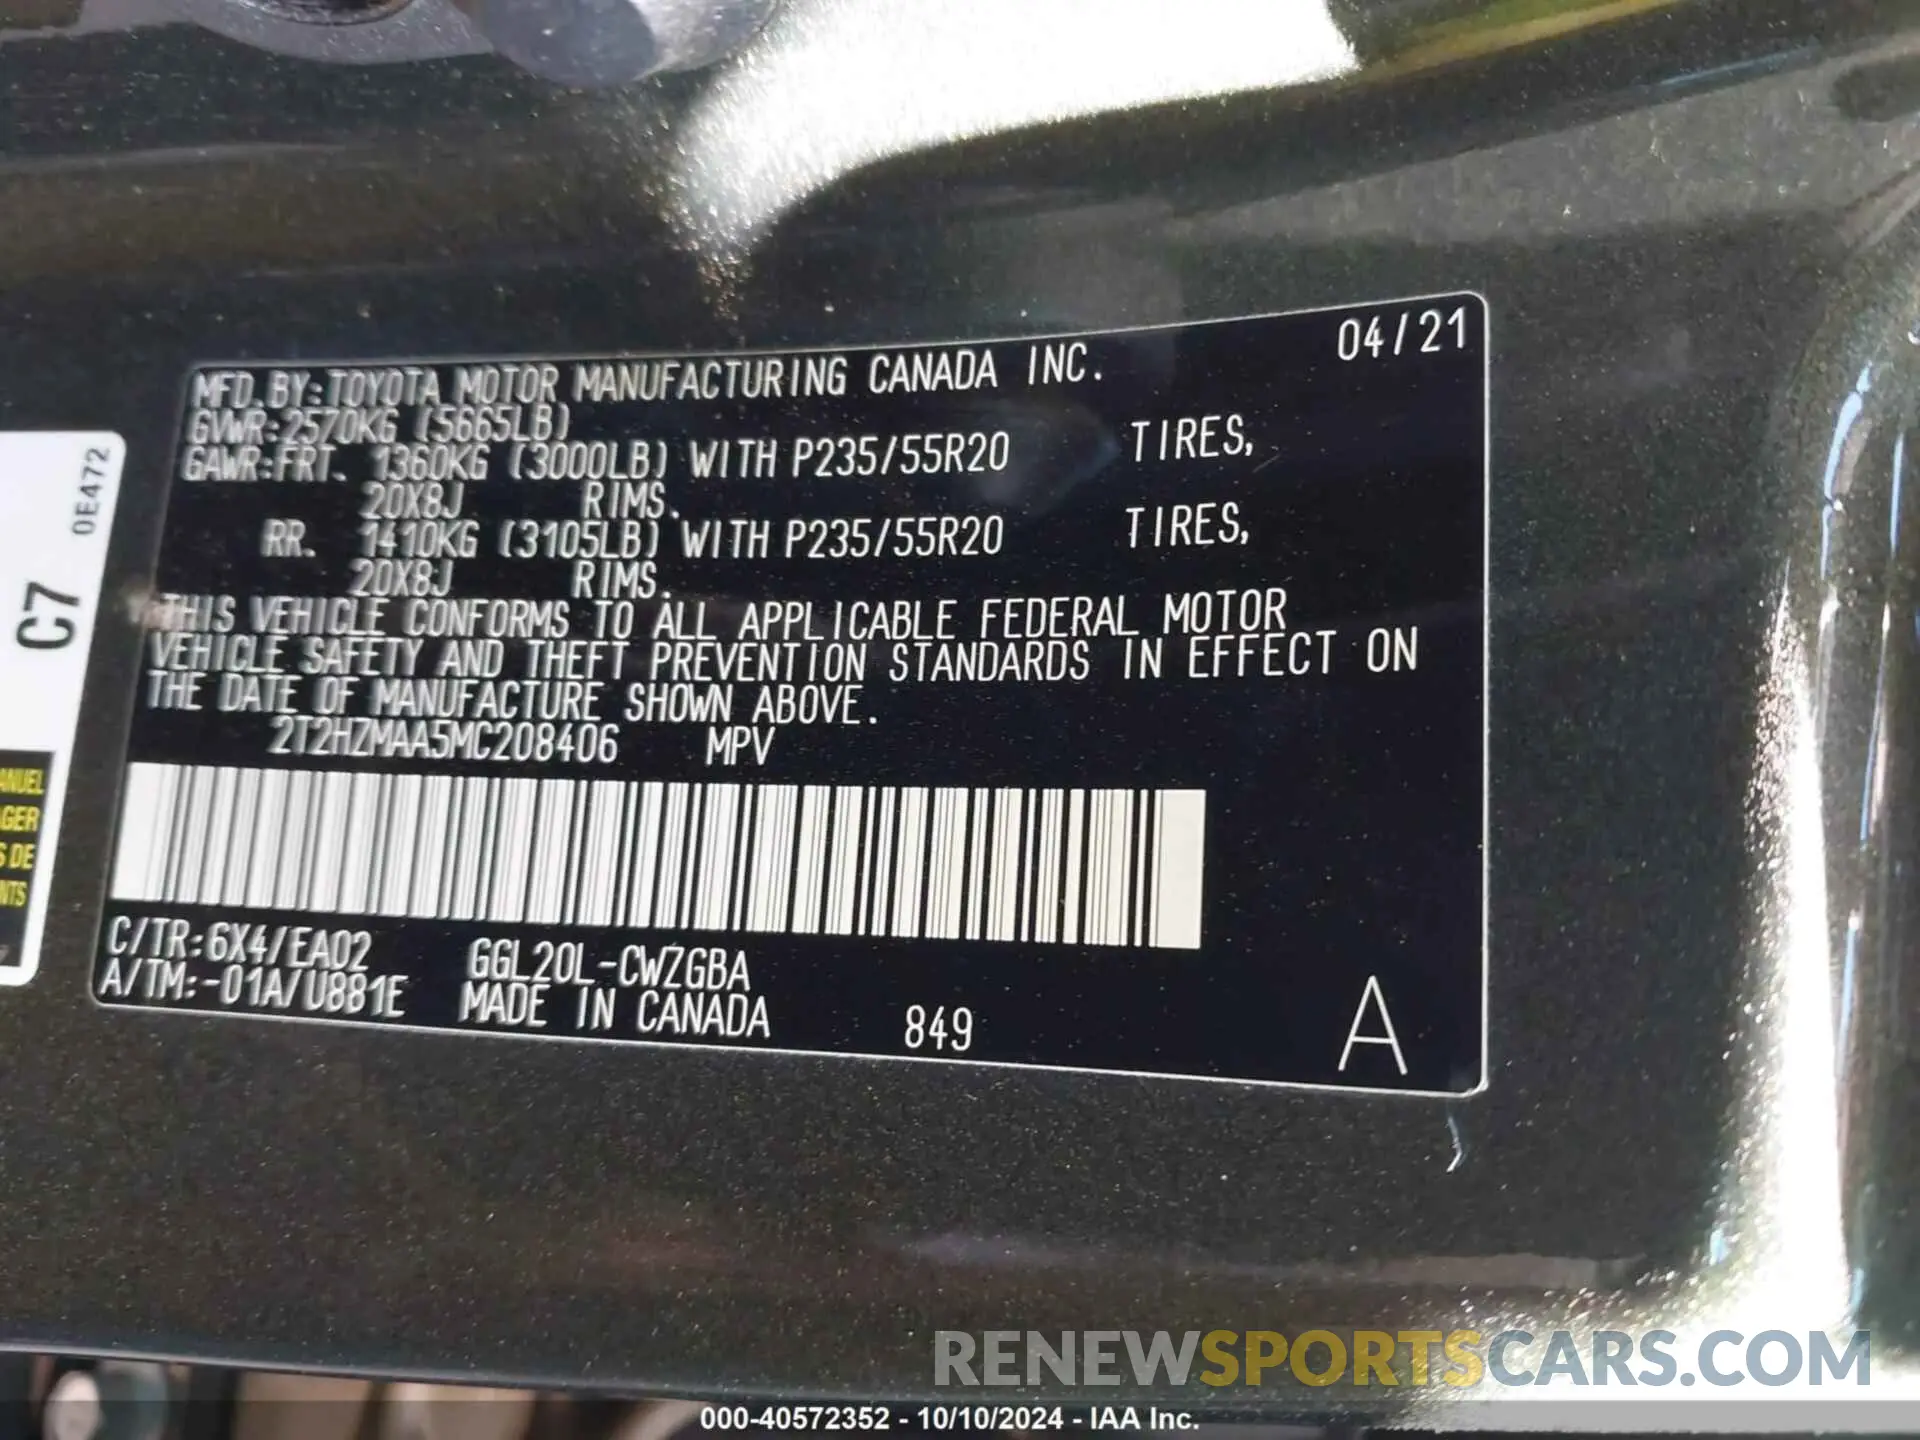 04/21
MFD.BY:TOYOTA MOTOR MANUFACTURING CANADA INC.
GVWR:2570KG (5665LB)
GAWR:FRT. 1360KG (3000LB) WITH P235/55R20 TIRES,
20X8J RIMS.
RR. 1410KG (3105LB) WITH P235/55R20 TIRES,
20X8J RIMS.
THIS VEHICLE CONFORMS TO ALL APPLICABLE FEDERAL MOTOR
VEHICLE SAFETY AND THEFT PREVENTION STANDARDS IN EFFECT ON
THE DATE OF MANUFACTURE SHOWN ABOVE.
2T2HZMAA5MC208406 MPV
C/TR:6X4/EA02 GGL20L-CWZGBA
A/TM:-01A/U881E MADE IN CANADA 849 A
0E472
C7
ANUEL
GER
S DE
NTS
RENEWSPORTSCARS.COM
000-40572352 - 10/10/2024 - IAA Inc.